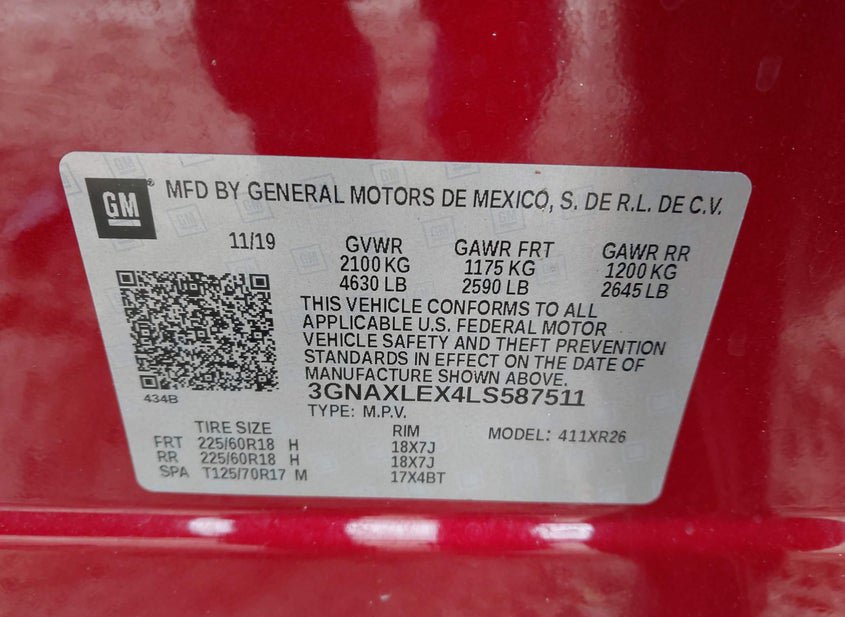 GM ® MFD BY GENERAL MOTORS DE MEXICO, S. DE R.L. DE C.V.
11/19 GVWR GAWR FRT GAWR RR
2100 KG 1175 KG 1200 KG
4630 LB 2590 LB 2645 LB
THIS VEHICLE CONFORMS TO ALL
APPLICABLE U.S. FEDERAL MOTOR
VEHICLE SAFETY AND THEFT PREVENTION
STANDARDS IN EFFECT ON THE DATE OF
MANUFACTURE SHOWN ABOVE.
434B 3GNAXLEX4LS587511
TYPE: M.P.V.
TIRE SIZE RIM MODEL: 411XR26
FRT 225/60R18 H 18X7J
RR 225/60R18 H 18X7J
SPA T125/70R17 M 17X4BT